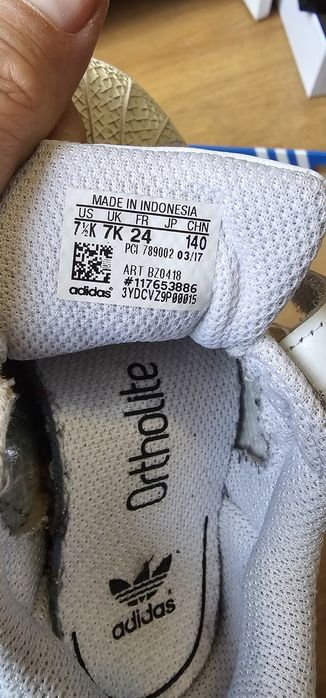 MADE IN INDONESIA
US UK FR JP CHN
7½K 7K 24 140
PCI 789002 03/17
ART BZ0418
#117653886
adidas 3YDCVZ9P00015
Ortholite
adidas